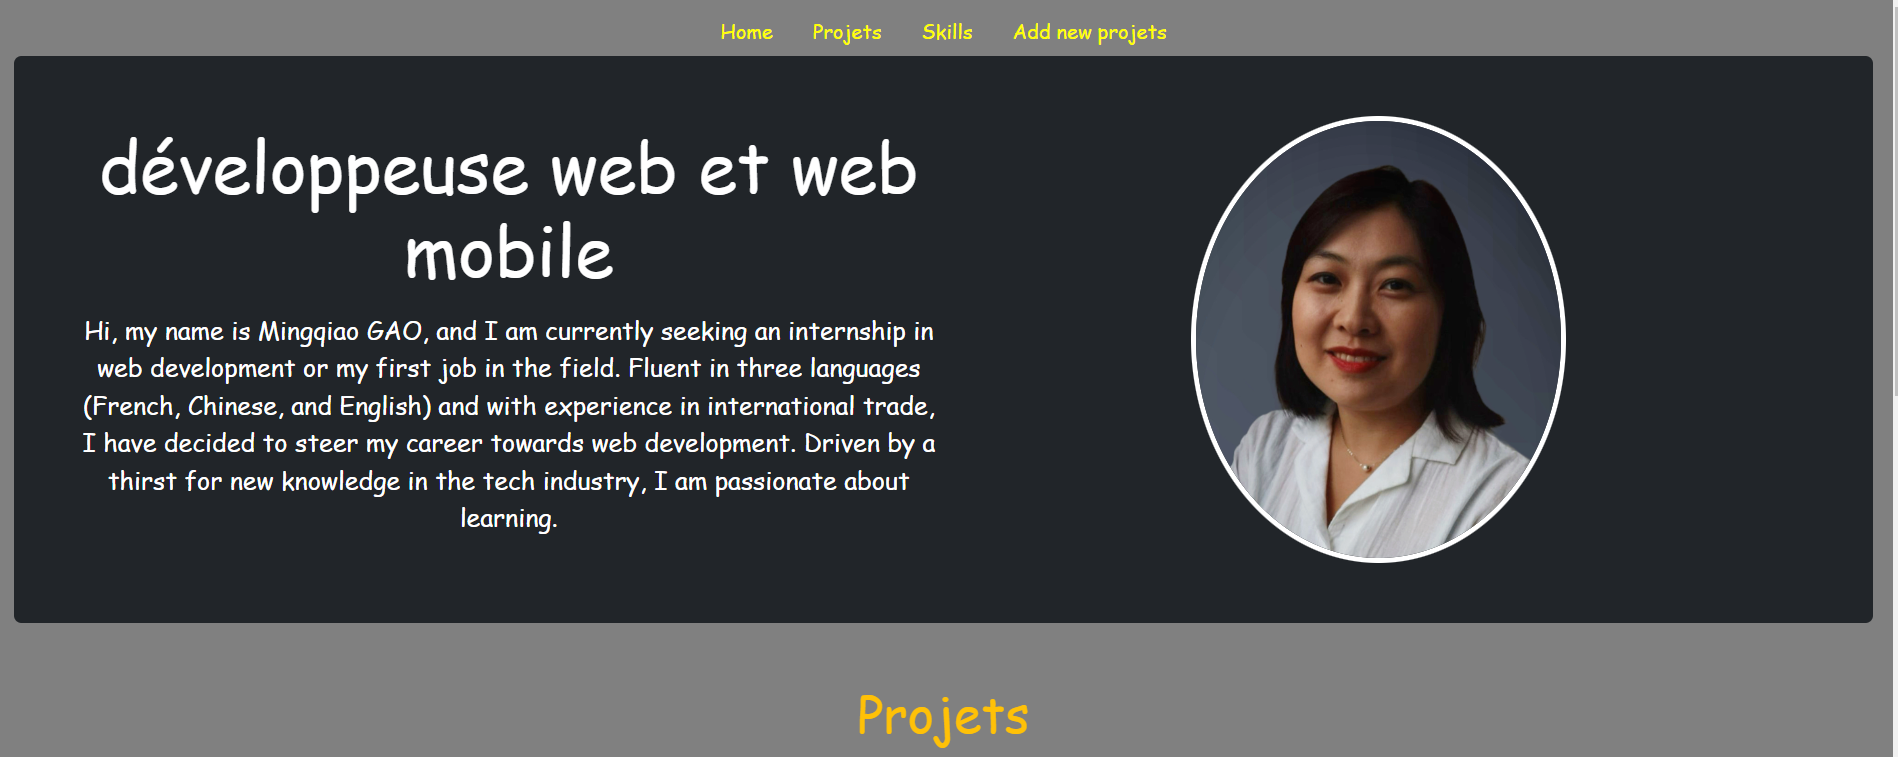 Home Projets Skills Add new projets
développeuse web et web
mobile
Hi, my name is Mingqiao GAO, and I am currently seeking an internship in
web development or my first job in the field. Fluent in three languages
(French, Chinese, and English) and with experience in international trade,
I have decided to steer my career towards web development. Driven by a
thirst for new knowledge in the tech industry, I am passionate about
learning.
Projets